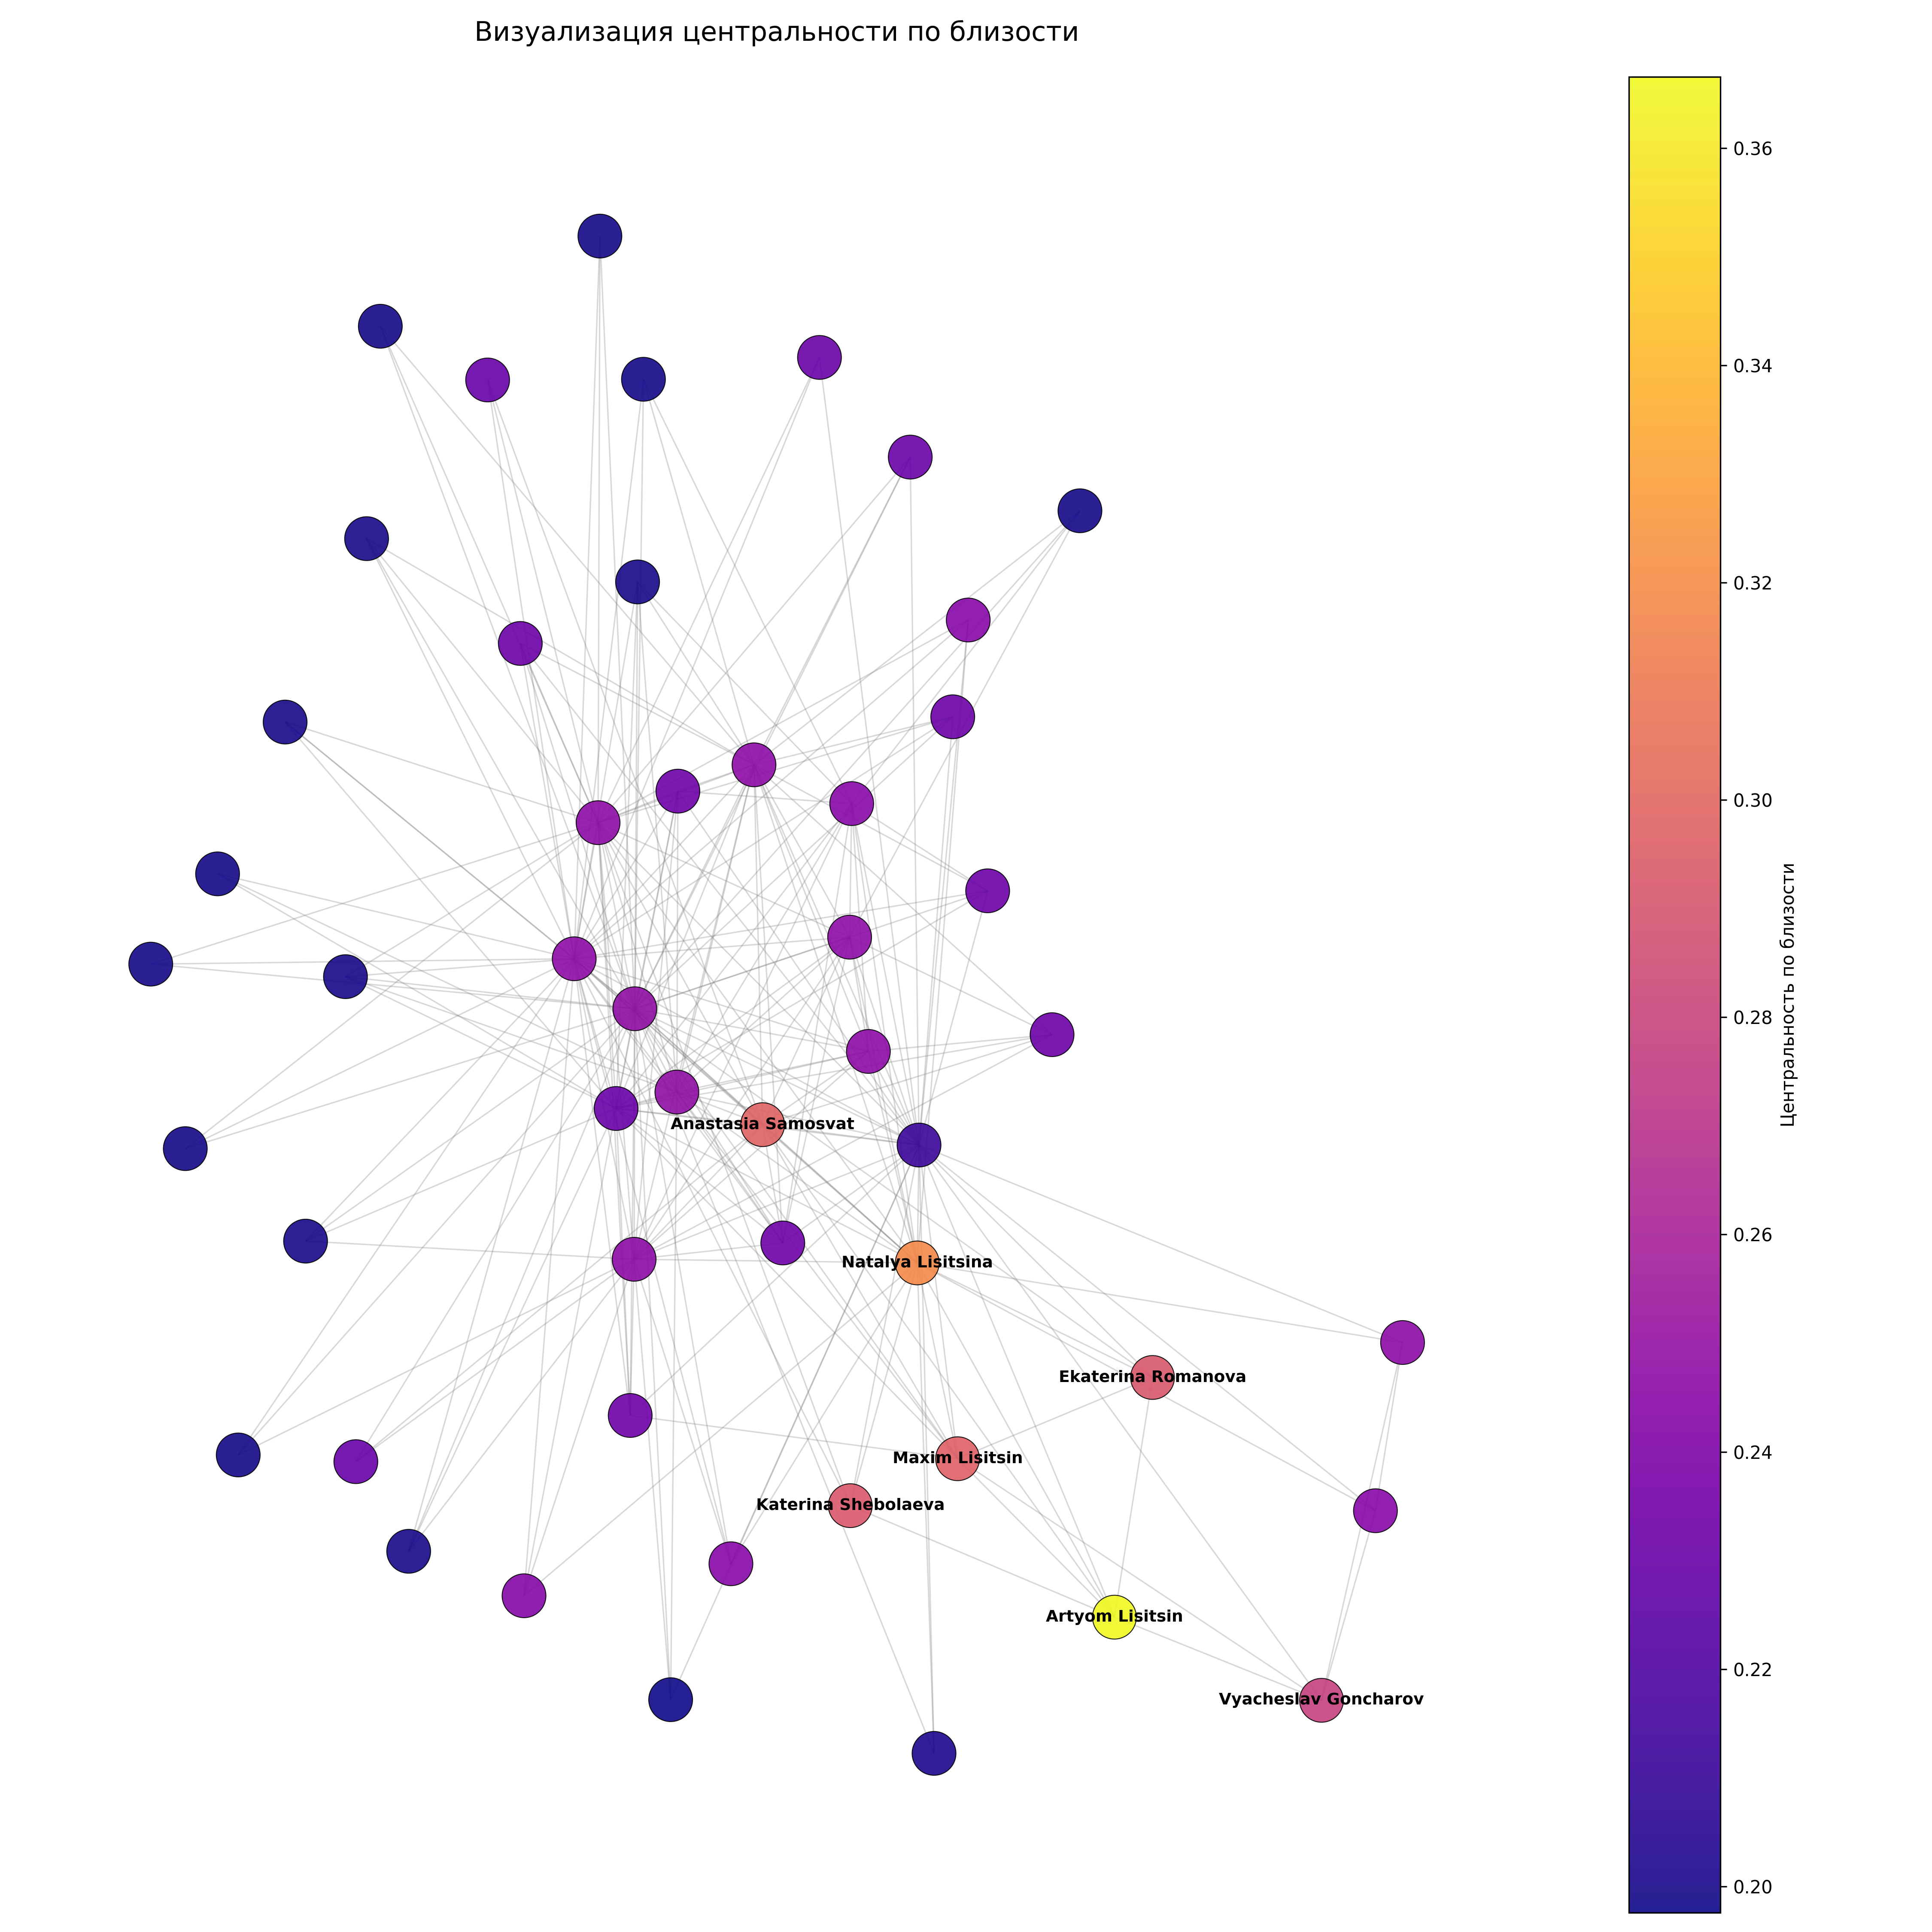 Визуализация центральности по близости
0.36
0.34
0.32
0.30
0.28
0.26
0.24
0.22
0.20
Центральность по близости
Anastasia Samosvat
Natalya Lisitsina
Ekaterina Romanova
Maxim Lisitsin
Katerina Shebolaeva
Artyom Lisitsin
Vyacheslav Goncharov